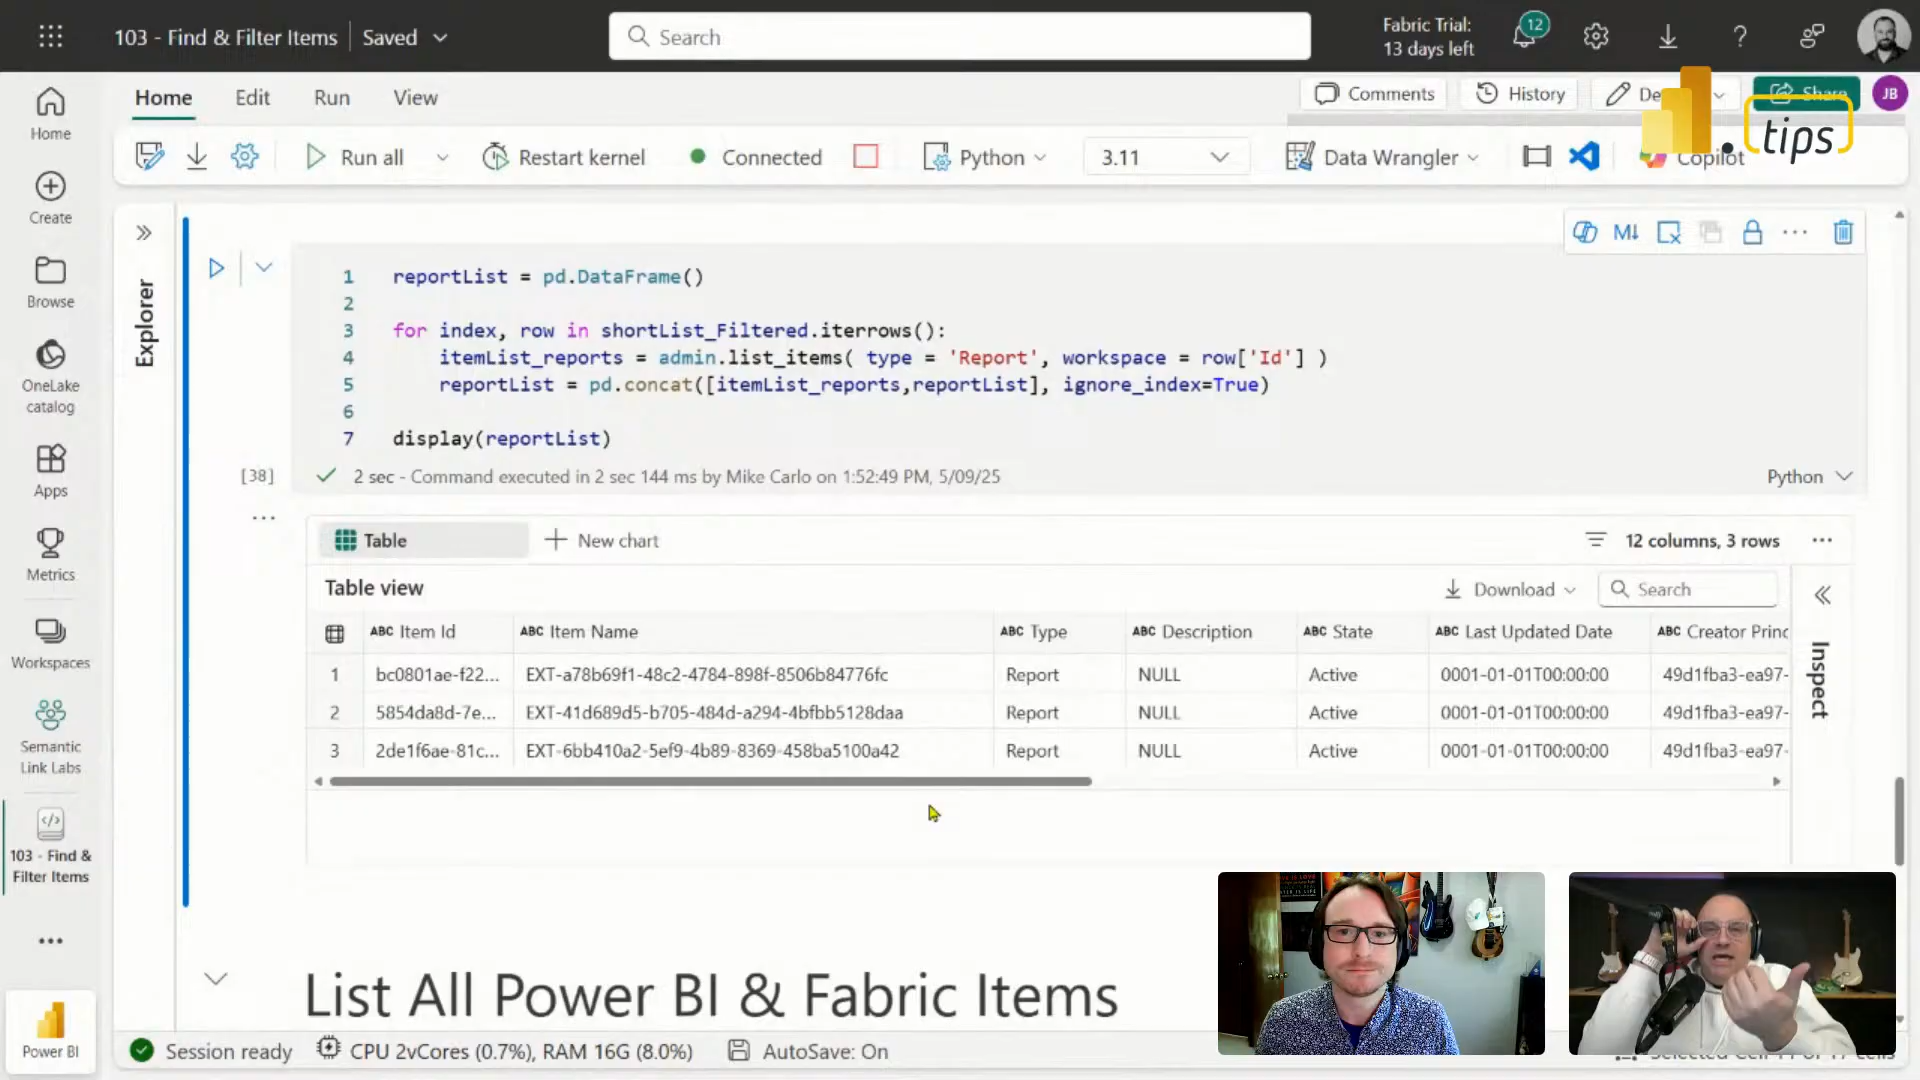 103 - Find & Filter Items
Saved
Search
Fabric Trial:
13 days left
12
Home
Edit
Run
View
Comments
History
Share
JB
tips
Run all
Restart kernel
Connected
Python
3.11
Data Wrangler
Copilot
Home
Create
Browse
OneLake
catalog
Apps
Metrics
Workspaces
Semantic
Link Labs
103 - Find &
Filter Items
Power BI
Explorer
M↓
1 reportList = pd.DataFrame()
2
3 for index, row in shortList_Filtered.iterrows():
4 itemList_reports = admin.list_items( type = 'Report', workspace = row['Id'] )
5 reportList = pd.concat([itemList_reports,reportList], ignore_index=True)
6
7 display(reportList)
[38]
2 sec - Command executed in 2 sec 144 ms by Mike Carlo on 1:52:49 PM, 5/09/25
Python
Table
New chart
12 columns, 3 rows
Table view
Download
Search
Inspect
ABC Item Id ABC Item Name ABC Type ABC Description ABC State ABC Last Updated Date ABC Creator Princ
1 bc0801ae-f22... EXT-a78b69f1-48c2-4784-898f-8506b84776fc Report NULL Active 0001-01-01T00:00:00 49d1fba3-ea97-
2 5854da8d-7e... EXT-41d689d5-b705-484d-a294-4bfbb5128daa Report NULL Active 0001-01-01T00:00:00 49d1fba3-ea97-
3 2de1f6ae-81c... EXT-6bb410a2-5ef9-4b89-8369-458ba5100a42 Report NULL Active 0001-01-01T00:00:00 49d1fba3-ea97-
List All Power BI & Fabric Items
Session ready
CPU 2vCores (0.7%), RAM 16G (8.0%)
AutoSave: On